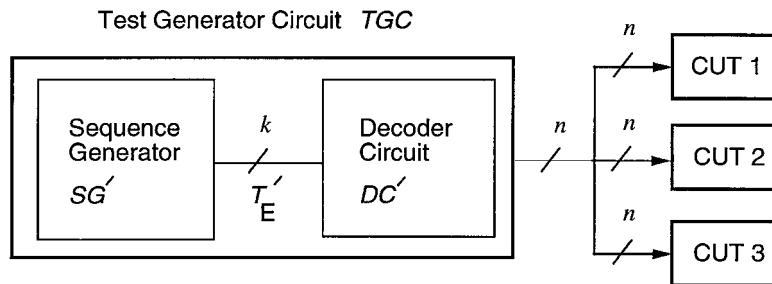 Test Generator Circuit TGC
Sequence
Generator
SG'
k
T'
E
Decoder
Circuit
DC'
n
n
CUT 1
n
CUT 2
n
CUT 3